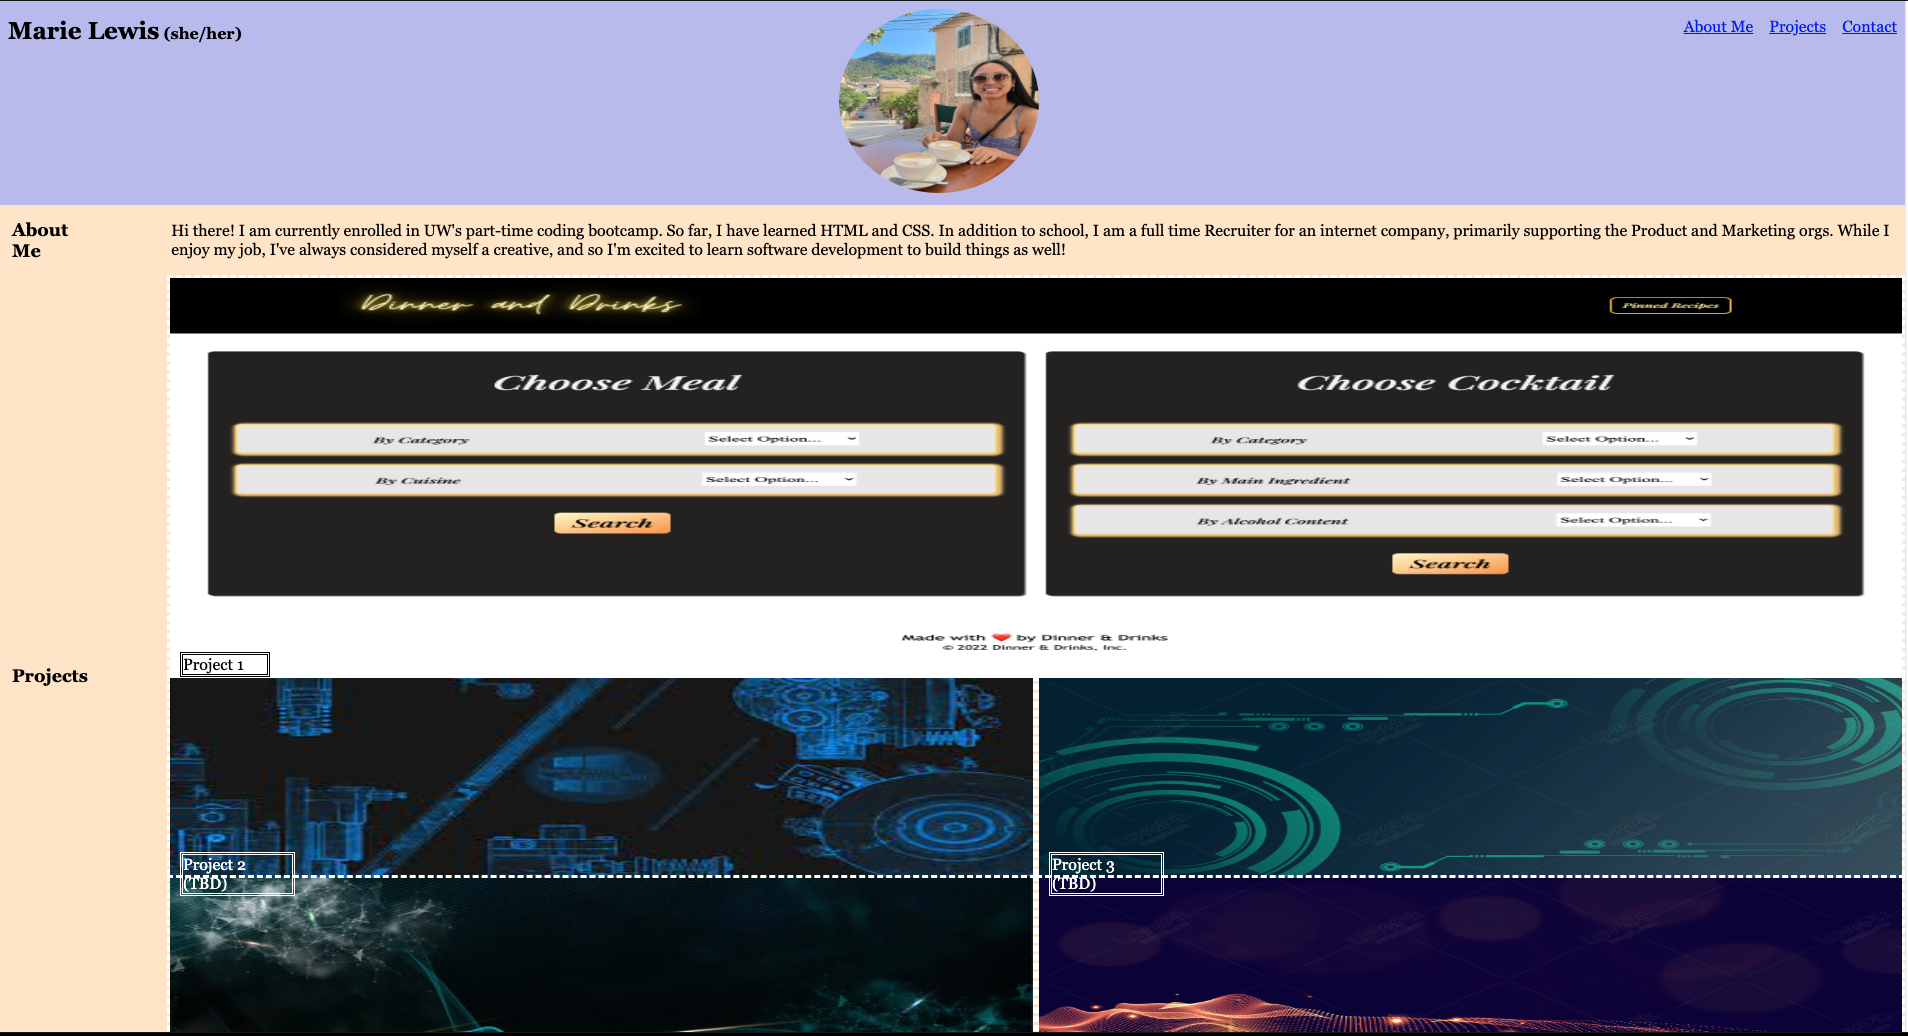 Marie Lewis (she/her)
About Me Projects Contact
About
Me
Hi there! I am currently enrolled in UW's part-time coding bootcamp. So far, I have learned HTML and CSS. In addition to school, I am a full time Recruiter for an internet company, primarily supporting the Product and Marketing orgs. While I
enjoy my job, I've always considered myself a creative, and so I'm excited to learn software development to build things as well!
Dinner and Drinks
Pinned Recipes
Choose Meal
By Category Select Option...
By Cuisine Select Option...
Search
Choose Cocktail
By Category Select Option...
By Main Ingredient Select Option...
By Alcohol Content Select Option...
Search
Made with ❤️ by Dinner & Drinks
© 2022 Dinner & Drinks, Inc.
Projects
Project 1
Project 2
(TBD)
Project 3
(TBD)